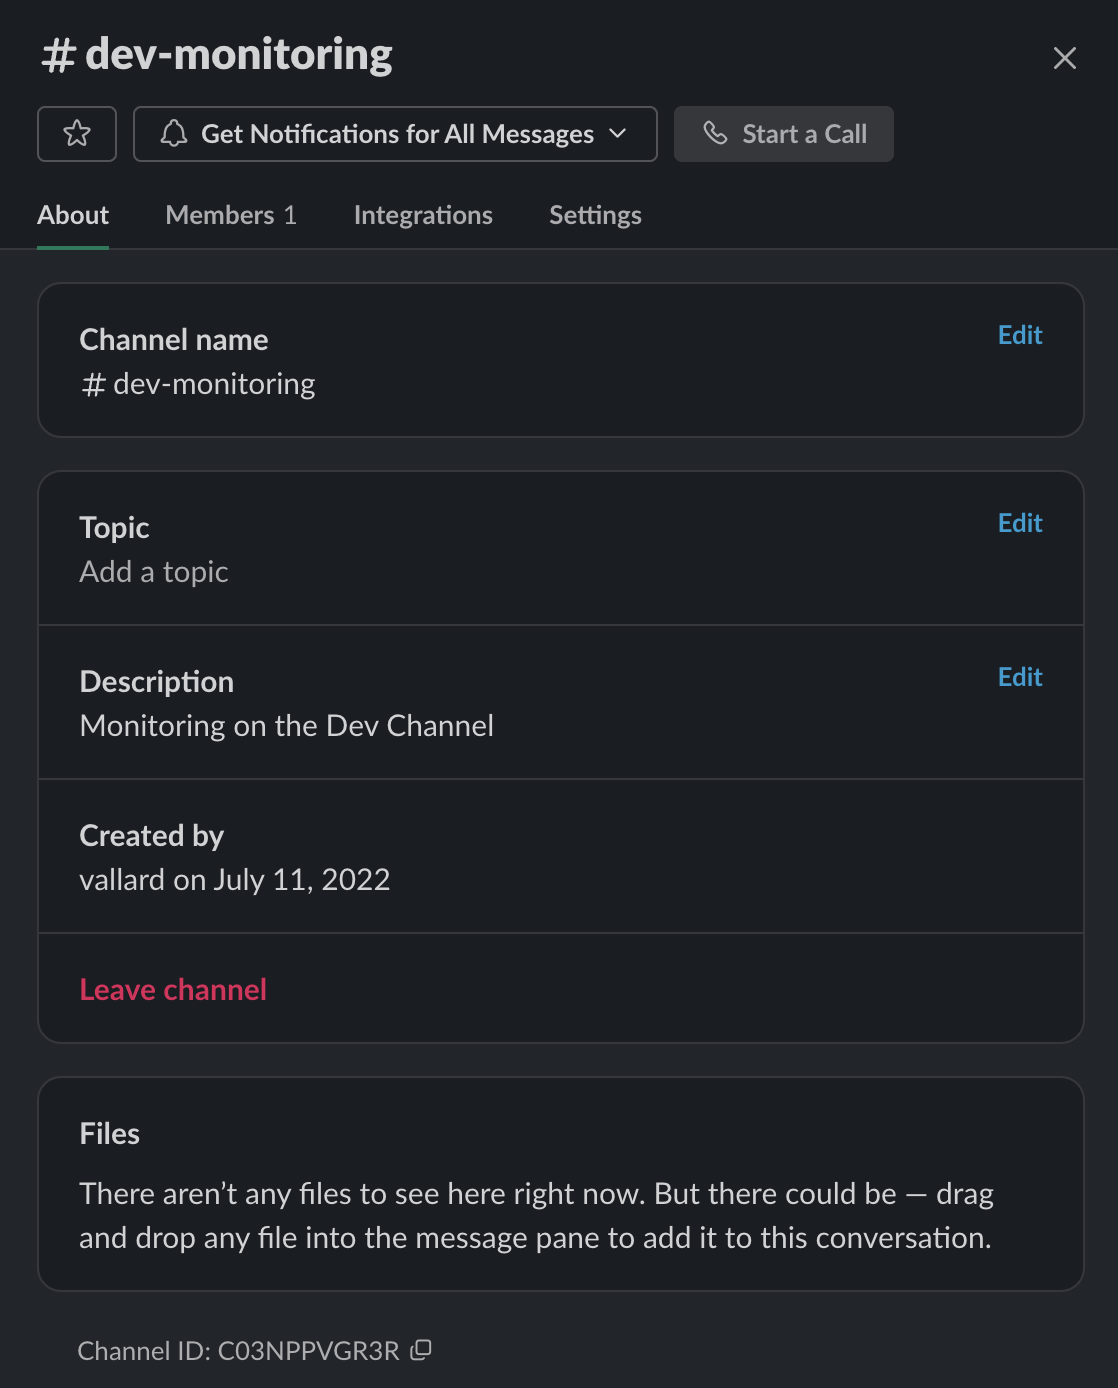 # dev-monitoring
Get Notifications for All Messages
Start a Call
About Members 1 Integrations Settings
Channel name
Edit
# dev-monitoring
Topic
Edit
Add a topic
Description
Edit
Monitoring on the Dev Channel
Created by
vallard on July 11, 2022
Leave channel
Files
There aren’t any files to see here right now. But there could be — drag
and drop any file into the message pane to add it to this conversation.
Channel ID: C03NPPVGR3R